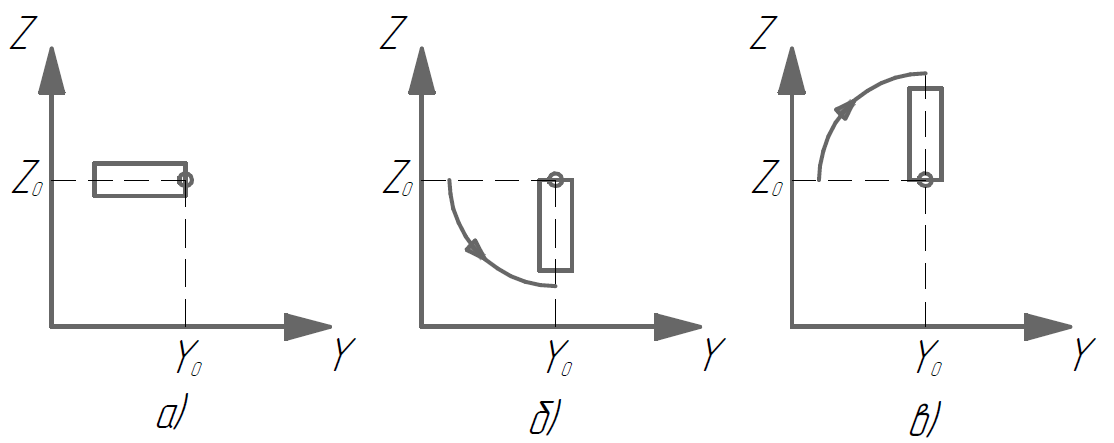 Z Z Z
Z₀ Z₀ Z₀
Y₀ Y Y₀ Y Y₀ Y
а) б) в)